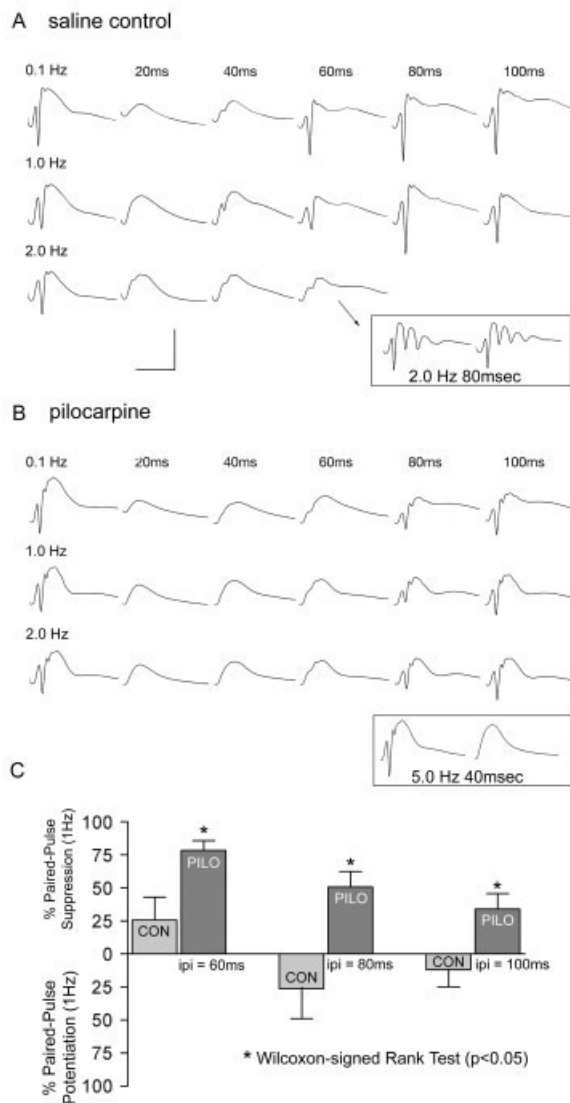 A saline control
0.1 Hz 20ms 40ms 60ms 80ms 100ms
1.0 Hz
2.0 Hz
2.0 Hz 80msec
B pilocarpine
0.1 Hz 20ms 40ms 60ms 80ms 100ms
1.0 Hz
2.0 Hz
5.0 Hz 40msec
C
% Paired-Pulse
Suppression (1Hz)
100
75
50
25
0
25
50
75
100
% Paired-Pulse
Potentiation (1Hz)
*
PILO
CON
ipi = 60ms
*
PILO
CON
ipi = 80ms
*
PILO
CON
ipi = 100ms
* Wilcoxon-signed Rank Test (p<0.05)